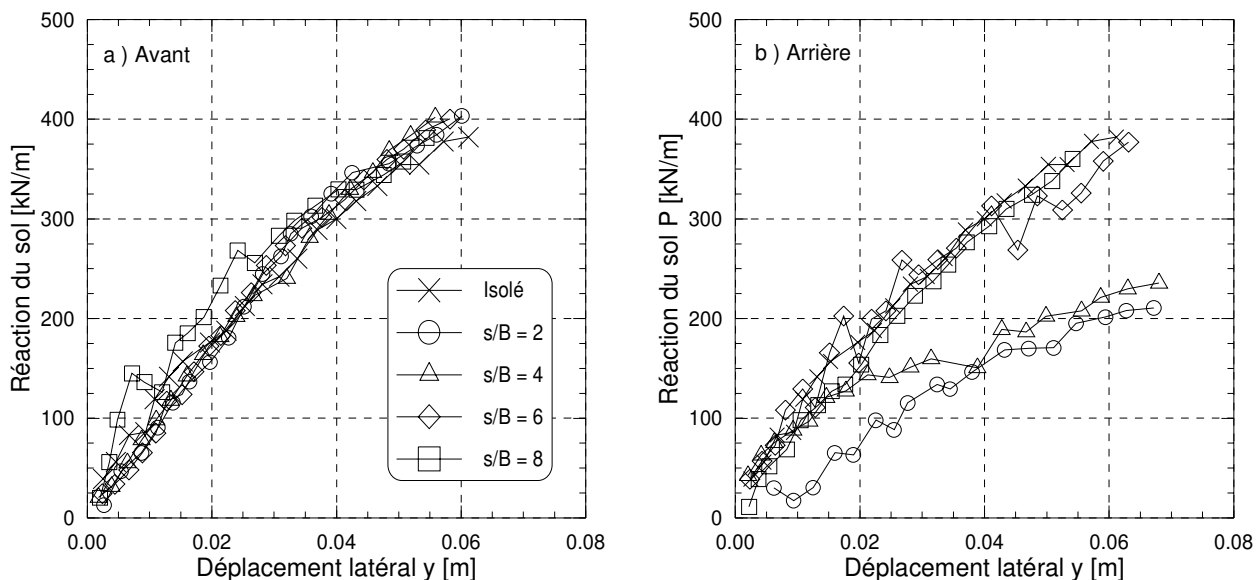 a ) Avant
Réaction du sol [kN/m]
500
400
300
200
100
0
0.00 0.02 0.04 0.06 0.08
Déplacement latéral y [m]
Isolé
s/B = 2
s/B = 4
s/B = 6
s/B = 8
b ) Arrière
Réaction du sol P [kN/m]
500
400
300
200
100
0
0.00 0.02 0.04 0.06 0.08
Déplacement latéral y [m]